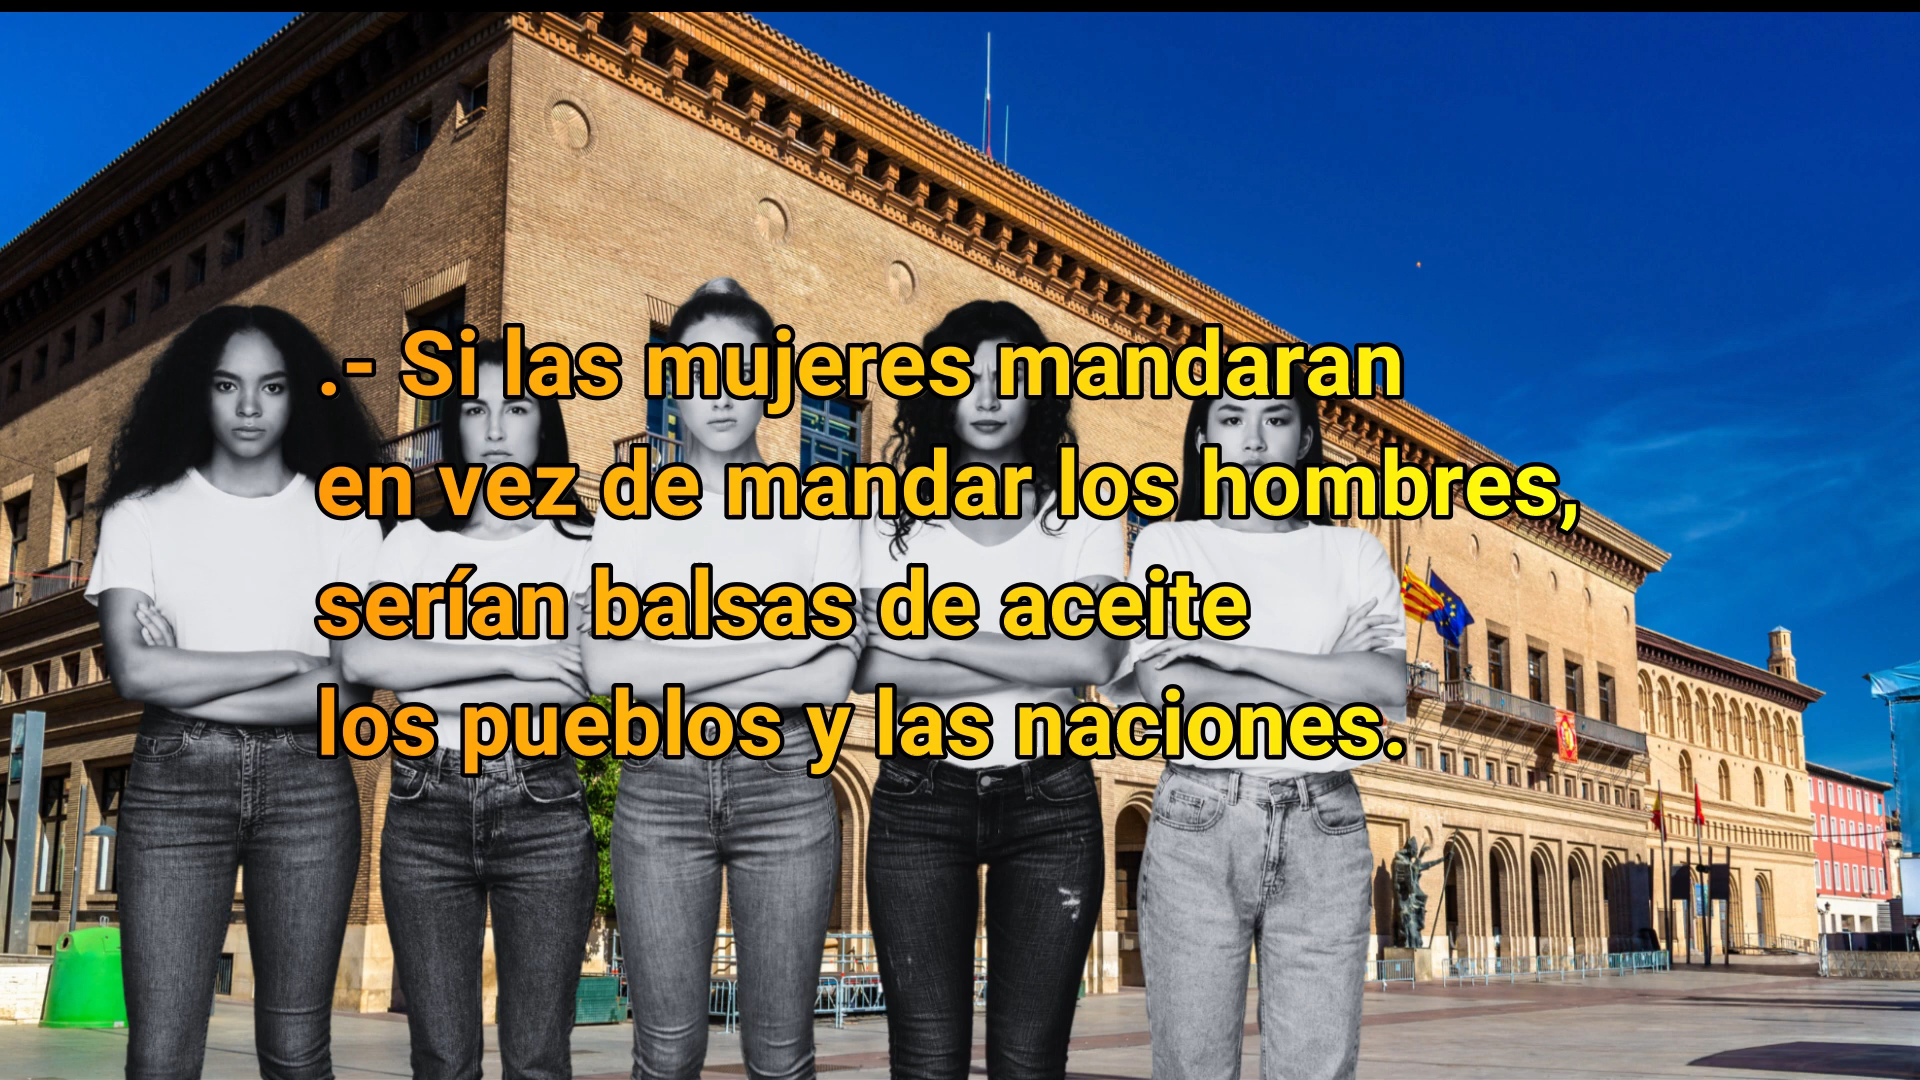 .- Si las mujeres mandaran
en vez de mandar los hombres,
serían balsas de aceite
los pueblos y las naciones.